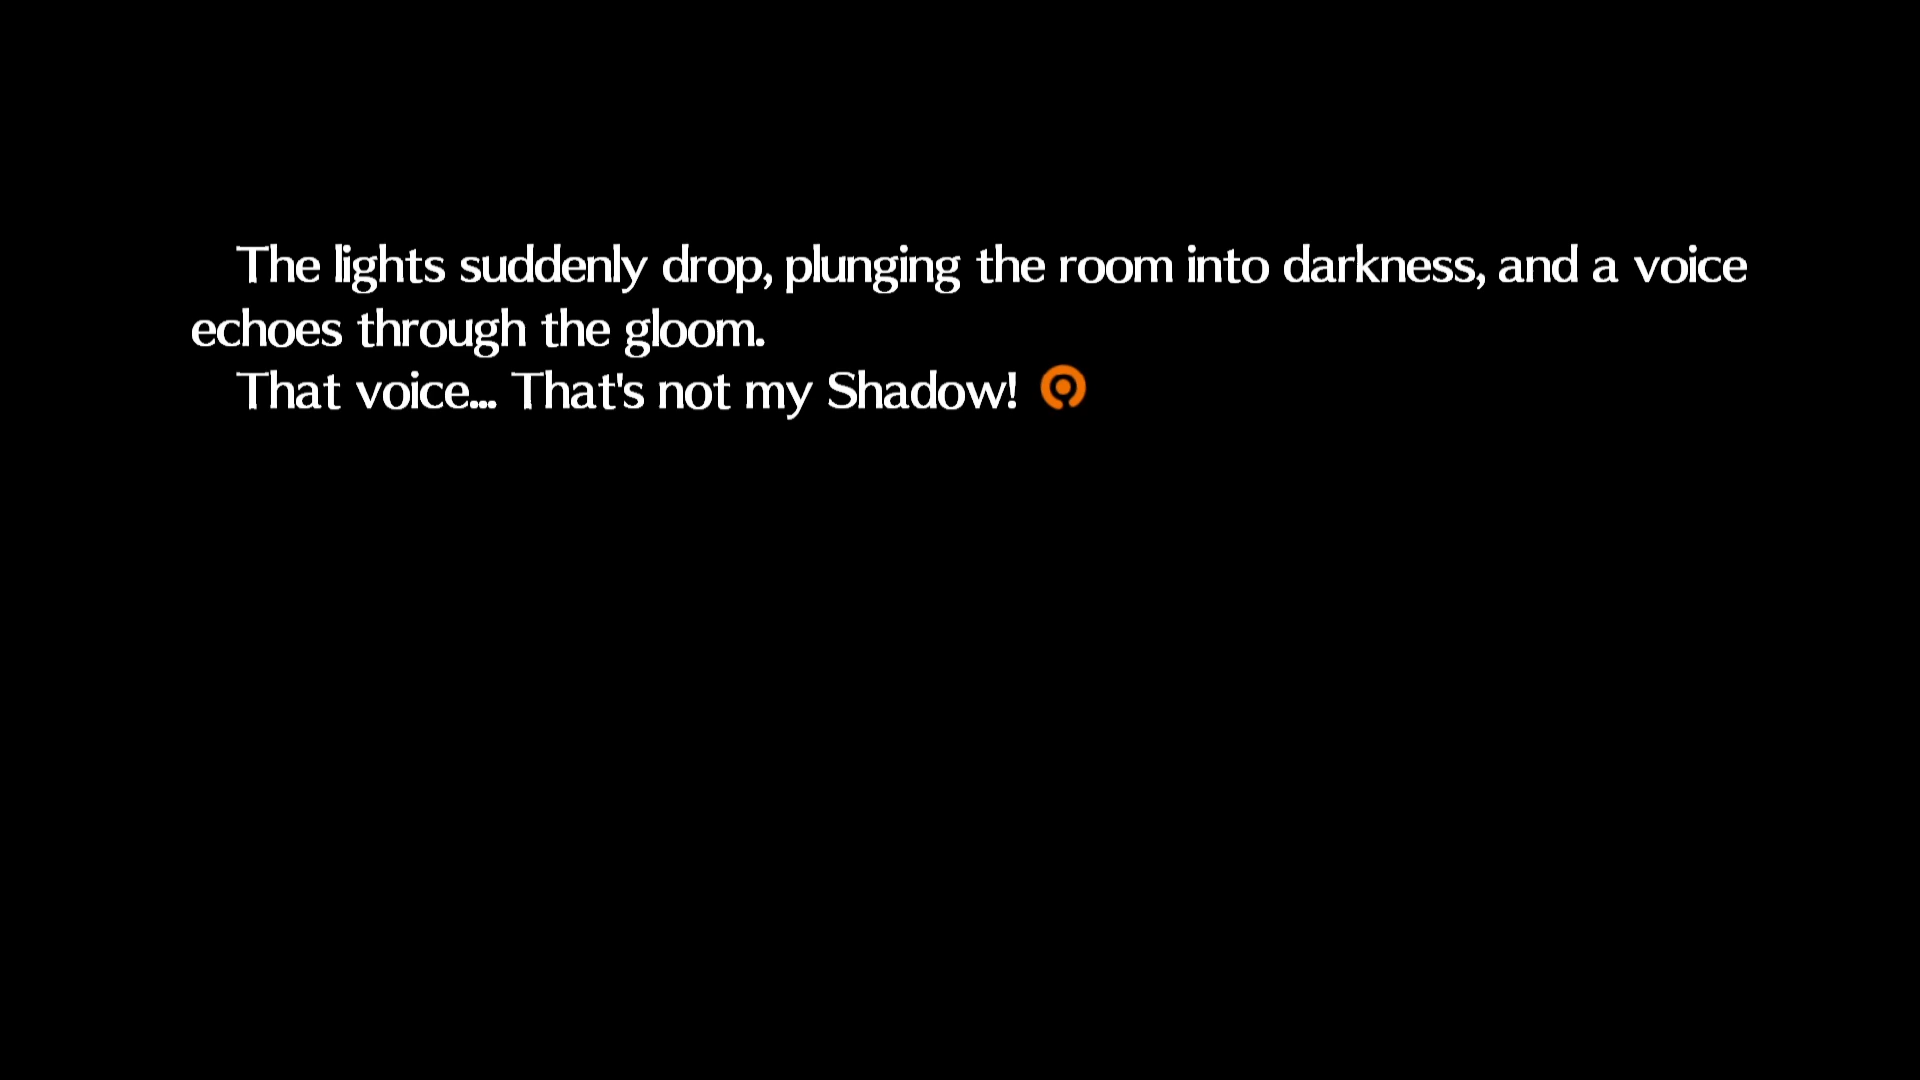 The lights suddenly drop, plunging the room into darkness, and a voice
echoes through the gloom.
That voice... That's not my Shadow!